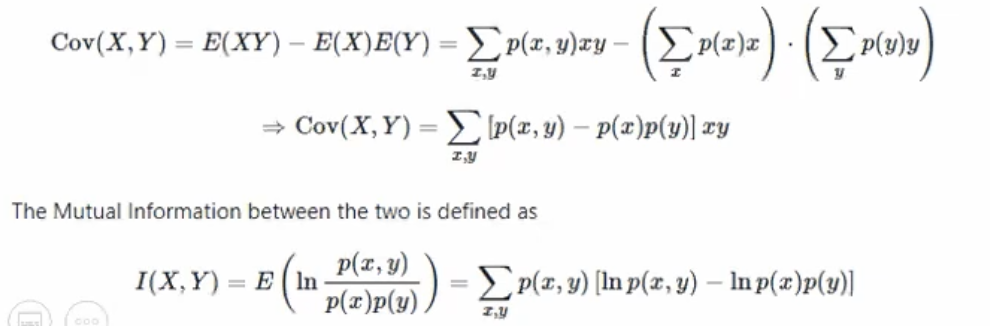 Cov(X, Y) = E(XY) − E(X)E(Y) = ∑_{x,y} p(x, y)xy − (∑_x p(x)x) · (∑_y p(y)y)
⇒ Cov(X, Y) = ∑_{x,y} [p(x, y) − p(x)p(y)] xy
The Mutual Information between the two is defined as
I(X, Y) = E (ln p(x, y) / p(x)p(y)) = ∑_{x,y} p(x, y) [ln p(x, y) − ln p(x)p(y)]